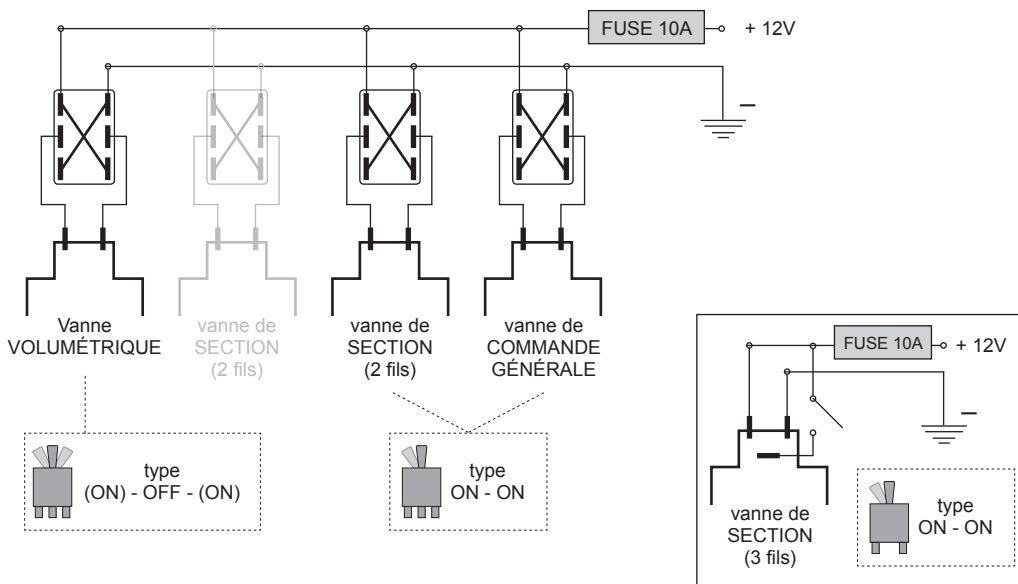 FUSE 10A
+ 12V
–
Vanne
VOLUMÉTRIQUE
vanne de
SECTION
(2 fils)
vanne de
SECTION
(2 fils)
vanne de
COMMANDE
GÉNÉRALE
type
(ON) - OFF - (ON)
type
ON - ON
FUSE 10A
+ 12V
–
vanne de
SECTION
(3 fils)
type
ON - ON